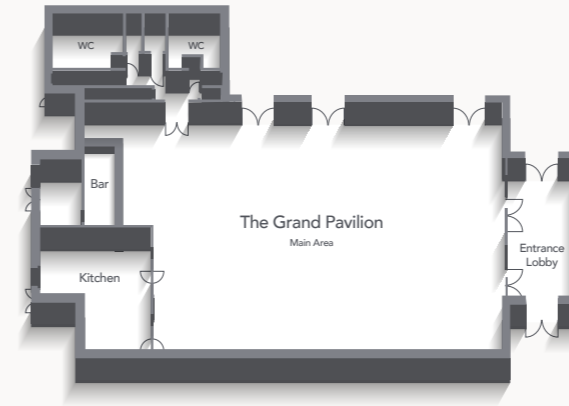 WC
WC
Bar
The Grand Pavilion
Main Area
Entrance
Lobby
Kitchen